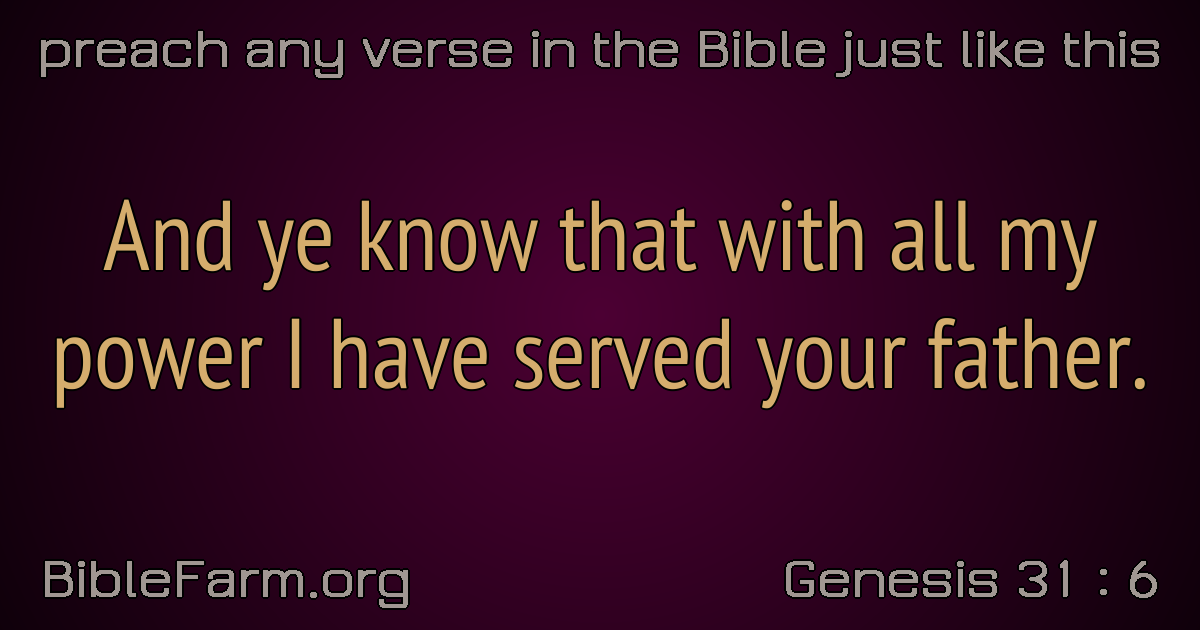 preach any verse in the Bible just like this
And ye know that with all my
power I have served your father.
BibleFarm.org
Genesis 31 : 6